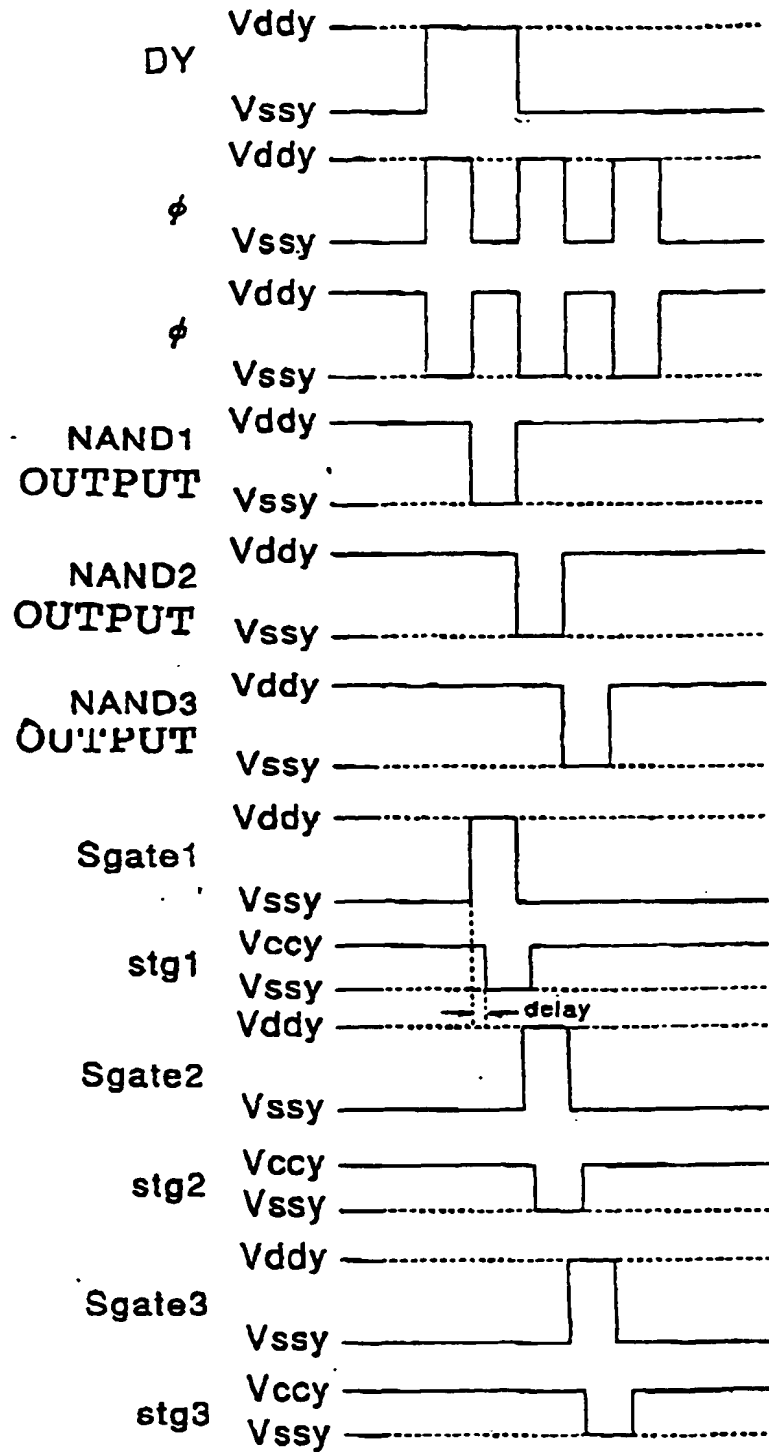 Vddy
DY
Vssy
Vddy
ϕ
Vssy
Vddy
ϕ
Vssy
Vddy
NAND1
OUTPUT
Vssy
Vddy
NAND2
OUTPUT
Vssy
Vddy
NAND3
OUTPUT
Vssy
Vddy
Sgate1
Vssy
Vccy
stg1
Vssy
delay
Vddy
Sgate2
Vssy
Vccy
stg2
Vssy
Vddy
Sgate3
Vssy
Vccy
stg3
Vssy